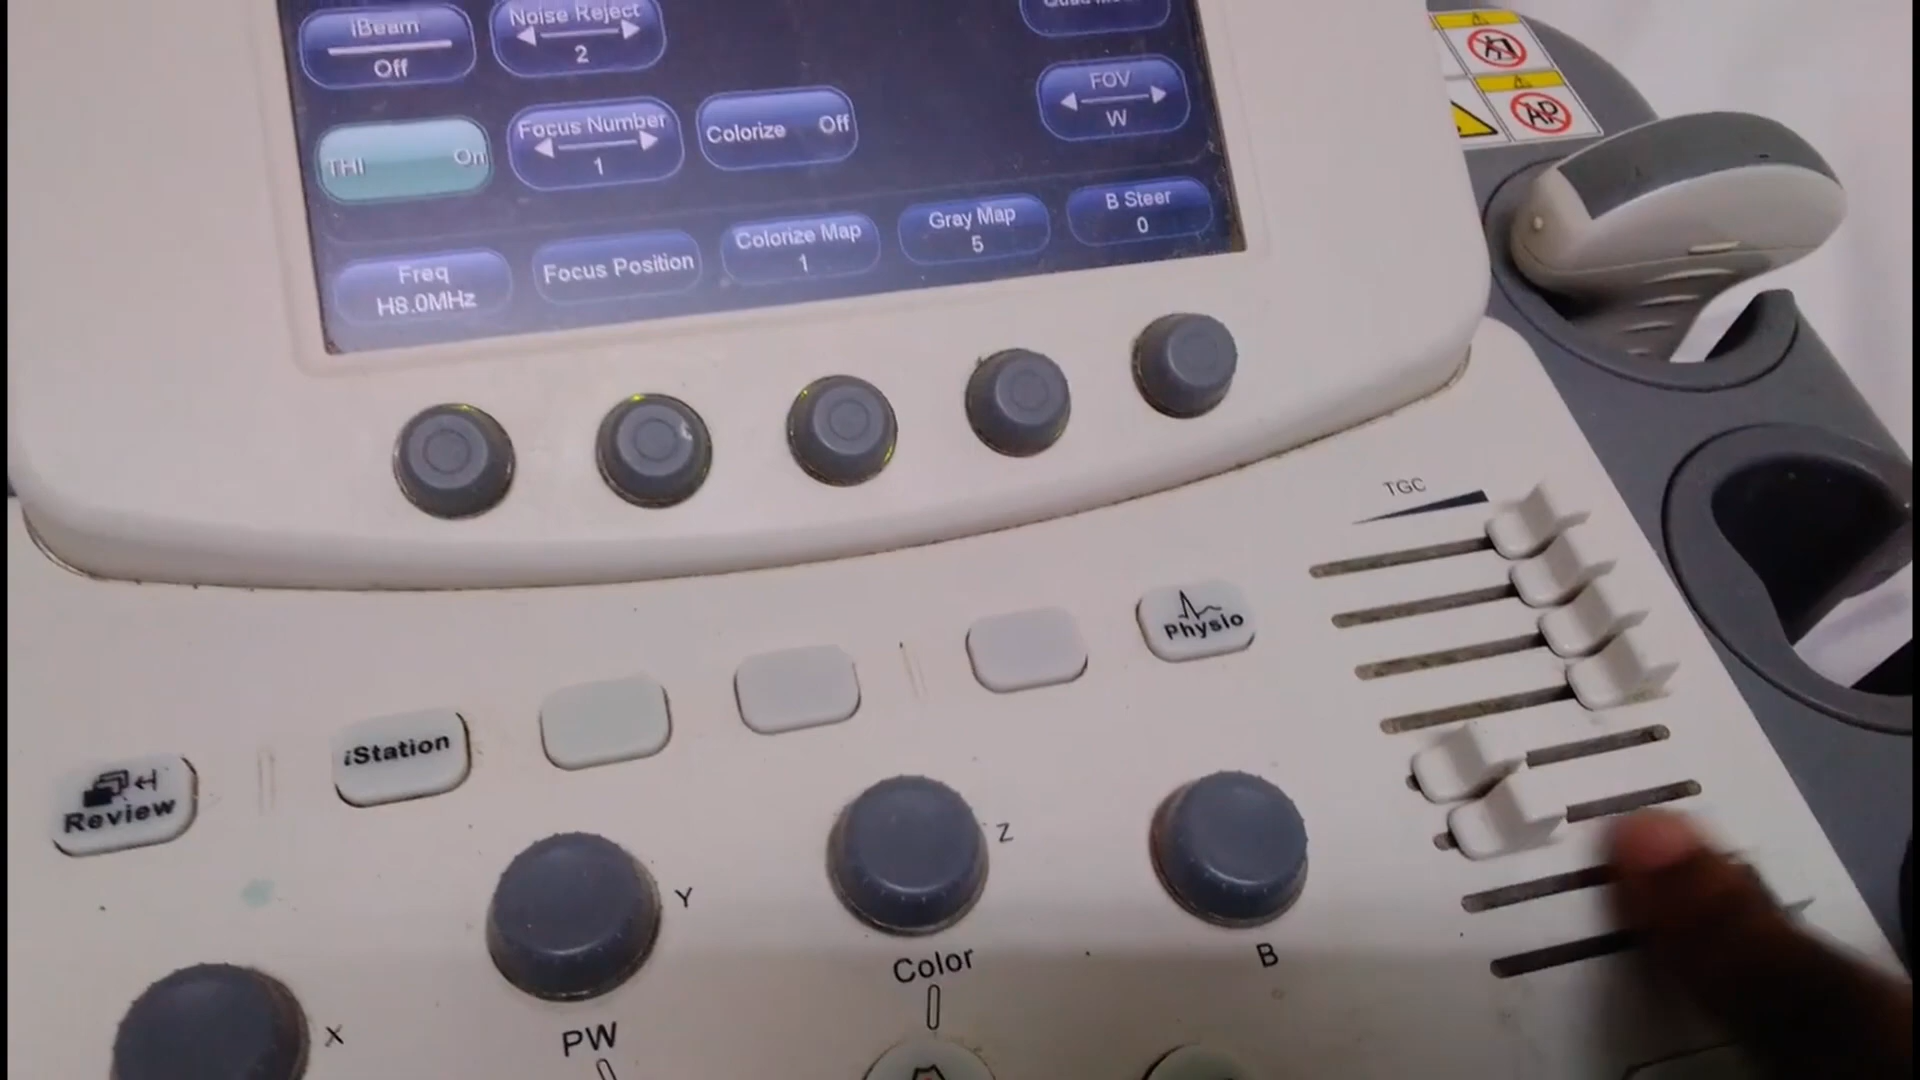 iBeam
Off
Noise Reject
2
FOV
W
THI On
Focus Number
1
Colorize Off
Freq
H8.0MHz
Focus Position
Colorize Map
1
Gray Map
5
B Steer
0
AP
TGC
Physio
iStation
Review
X
Y
Z
PW
Color
B